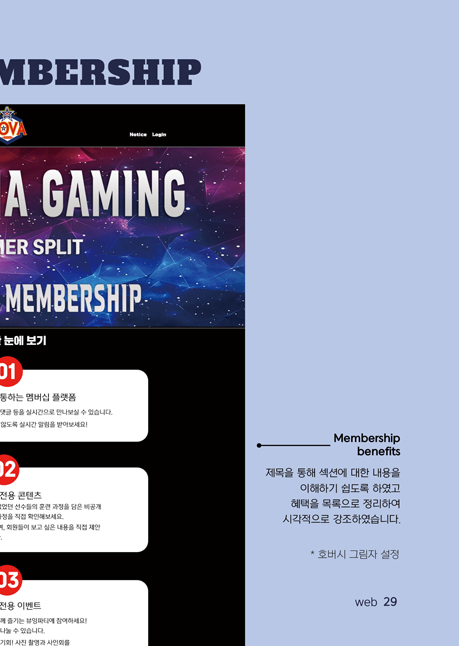 MBERSHIP
OVA
Notice Login
A GAMING
MER SPLIT
MEMBERSHIP
눈에 보기
01
통하는 멤버십 플랫폼
댓글 등을 실시간으로 만나보실 수 있습니다.
않도록 실시간 알림을 받아보세요!
02
전용 콘텐츠
없었던 선수들의 훈련 과정을 담은 비공개
과정을 직접 확인해보세요.
며, 회원들이 보고 싶은 내용을 직접 제안
03
전용 이벤트
께 즐기는 뷰잉파티에 참여하세요!
나눌 수 있습니다.
기회! 사진 촬영과 사인회를
Membership
benefits
제목을 통해 섹션에 대한 내용을
이해하기 쉽도록 하였고
혜택을 목록으로 정리하여
시각적으로 강조하였습니다.
* 호버시 그림자 설정
web 29